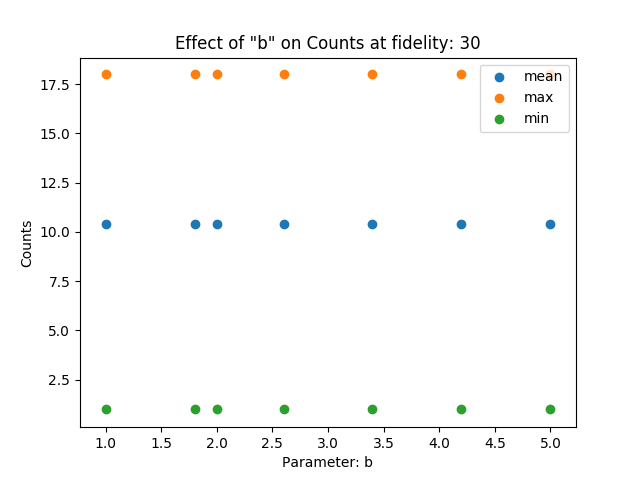 Effect of "b" on Counts at fidelity: 30
17.5
15.0
12.5
10.0
7.5
5.0
2.5
Counts
mean
max
min
1.0 1.5 2.0 2.5 3.0 3.5 4.0 4.5 5.0
Parameter: b